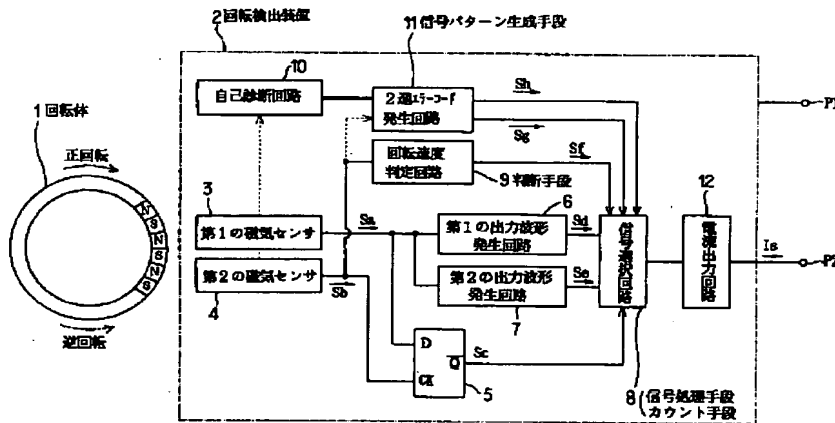 2回転検出装置
11信号パターン生成手段
10
自己診断回路
2進エラーコード
発生回路
Sh
Sg
1回転体
正回転
回転速度
判定回路
Sf
9判断手段
3
第1の磁気センサ
Sa
6
第1の出力波形
発生回路
Sd
信号選択回路
12
電流出力回路
Is
N
S
N
S
N
S
第2の磁気センサ
4
Sb
第2の出力波形
発生回路
Se
7
逆回転
D
CK
Q
Sc
5
8
信号処理手段
カウント手段